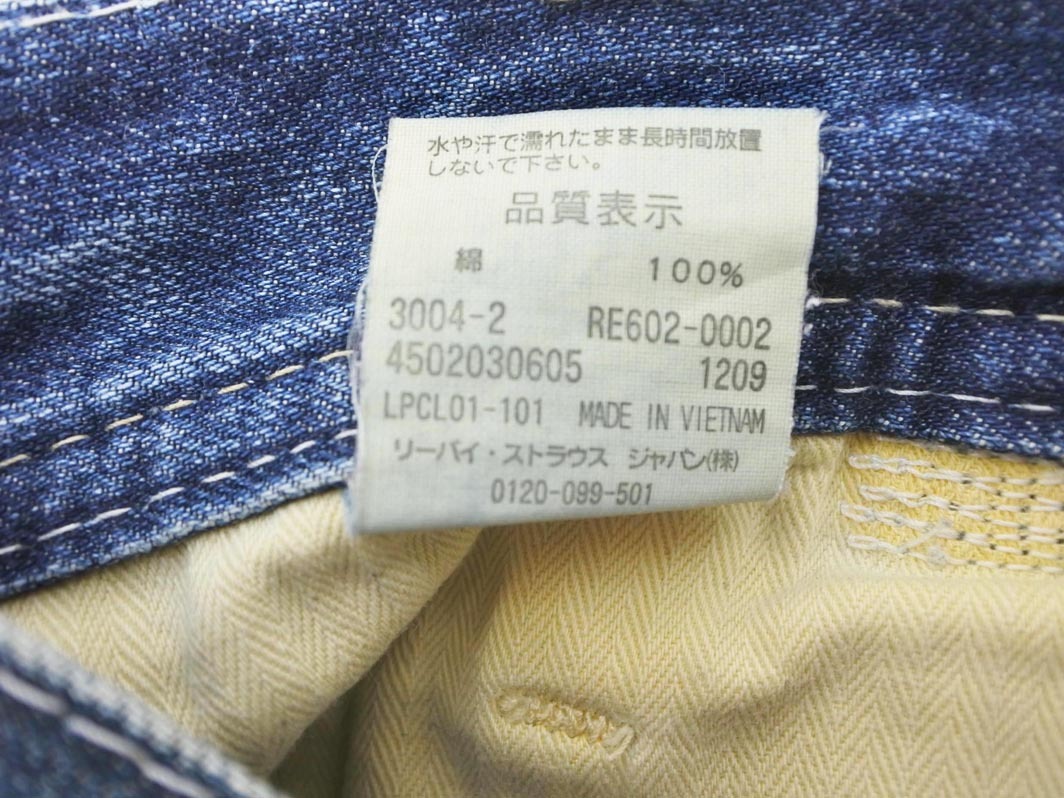 水や汗で濡れたまま長時間放置
しないで下さい。
品質表示
綿 100%
3004-2 RE602-0002
4502030605 1209
LPCL01-101 MADE IN VIETNAM
リーバイ・ストラウス ジャパン(株)
0120-099-501